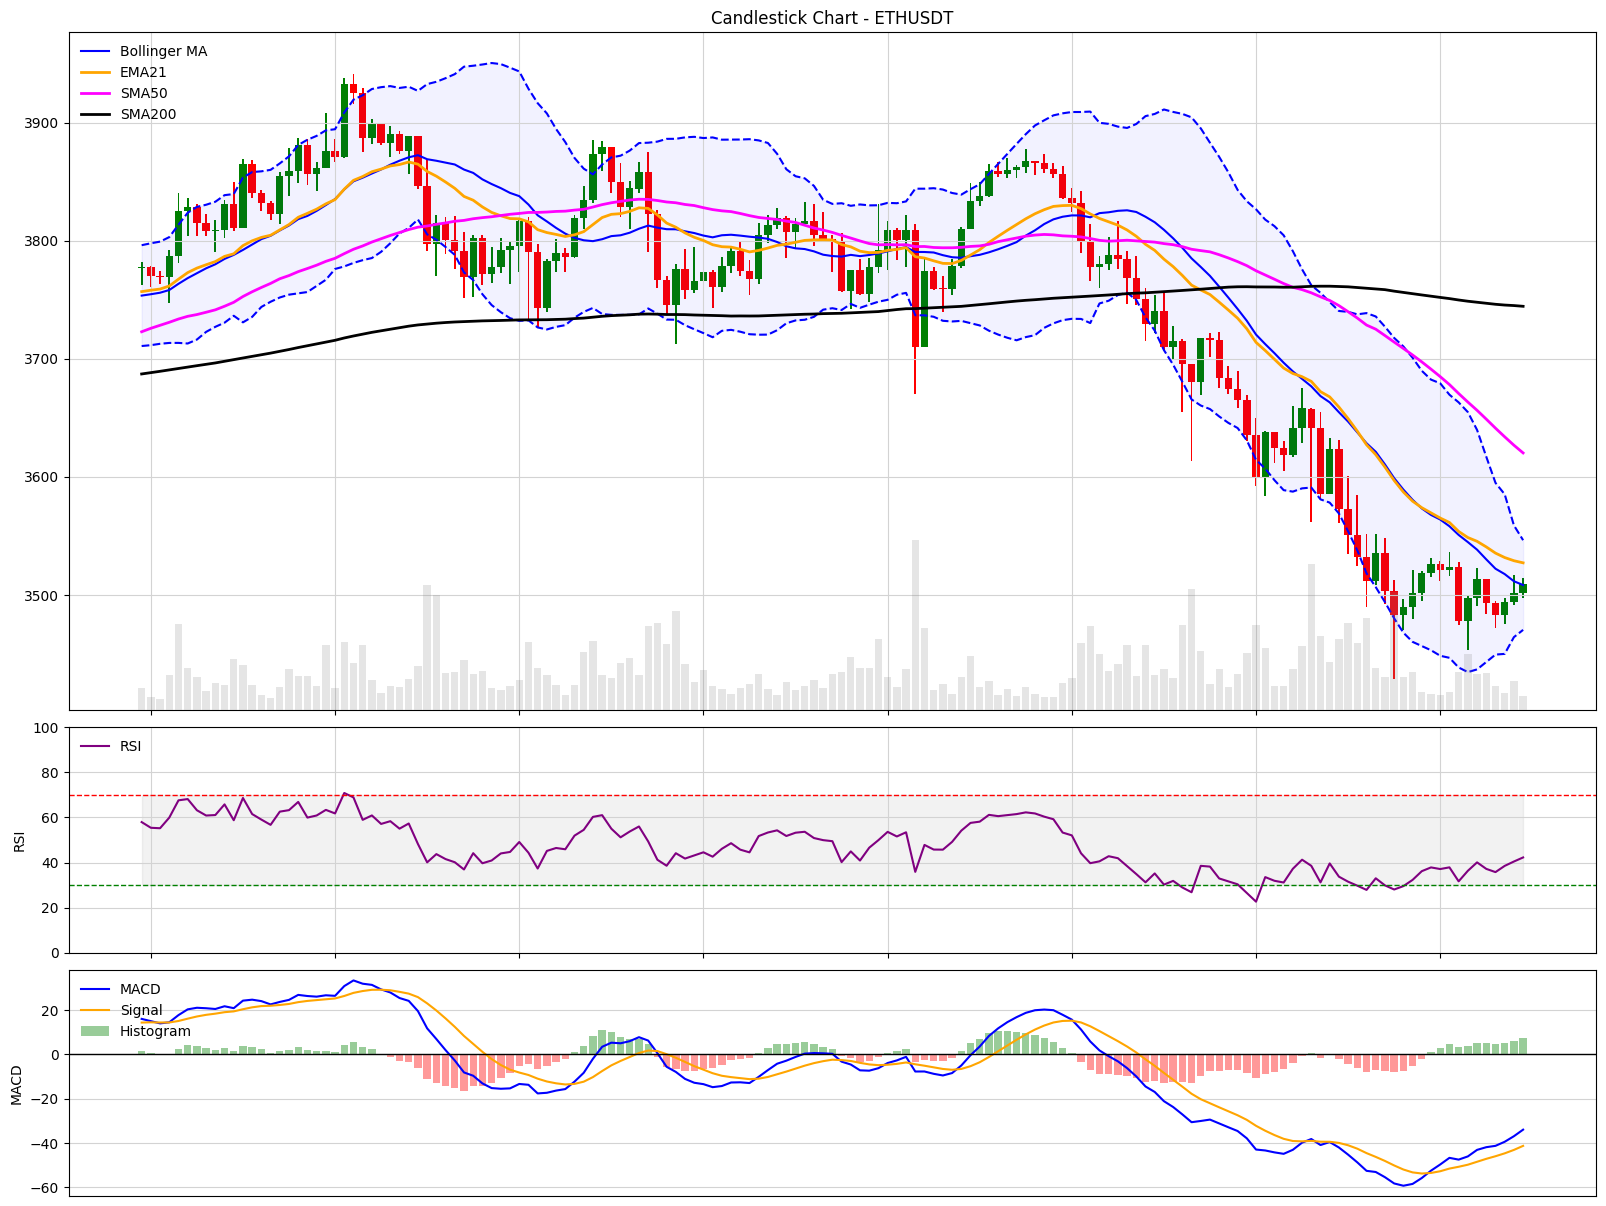 Candlestick Chart - ETHUSDT
Bollinger MA
EMA21
SMA50
SMA200
3900
3800
3700
3600
3500
100
80
60
40
20
0
RSI
RSI
MACD
Signal
Histogram
20
0
−20
−40
−60
MACD